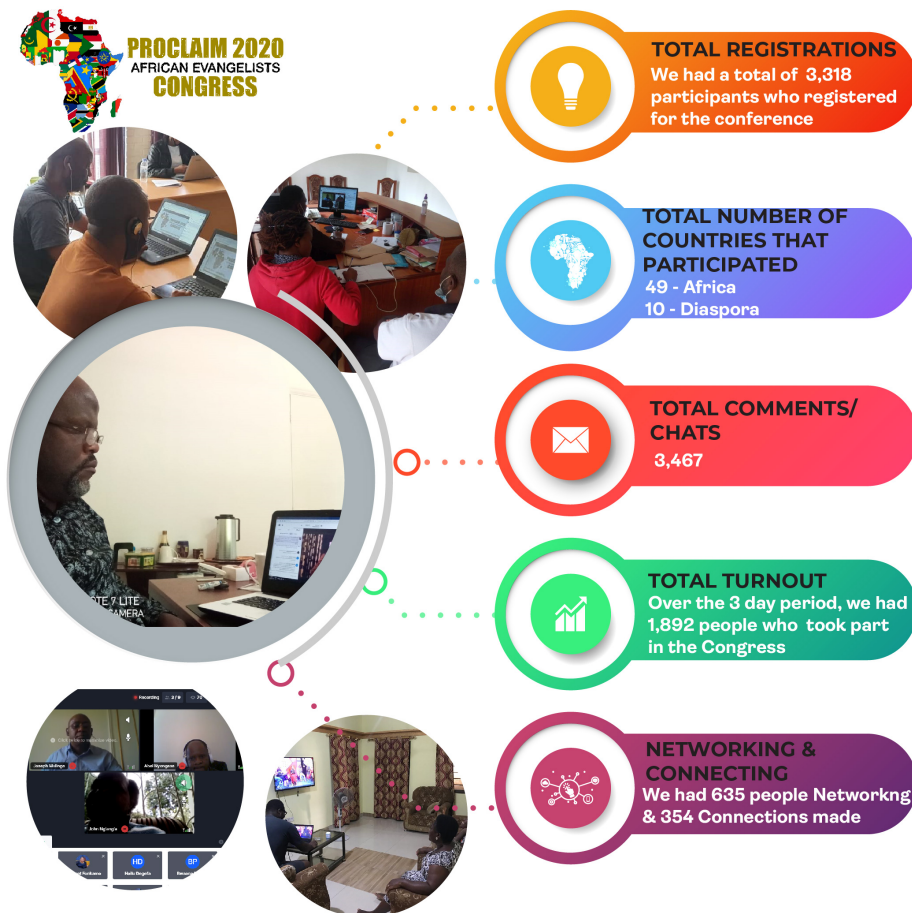 PROCLAIM 2020
AFRICAN EVANGELISTS
CONGRESS
TOTAL REGISTRATIONS
We had a total of 3,318
participants who registered
for the conference
TOTAL NUMBER OF
COUNTRIES THAT
PARTICIPATED
49 - Africa
10 - Diaspora
TOTAL COMMENTS/
CHATS
3,467
TOTAL TURNOUT
Over the 3 day period, we had
1,892 people who took part
in the Congress
NETWORKING &
CONNECTING
We had 635 people Networkng
& 354 Connections made
7 LITE
CAMERA
Recording
Joseph
John
HD
BP